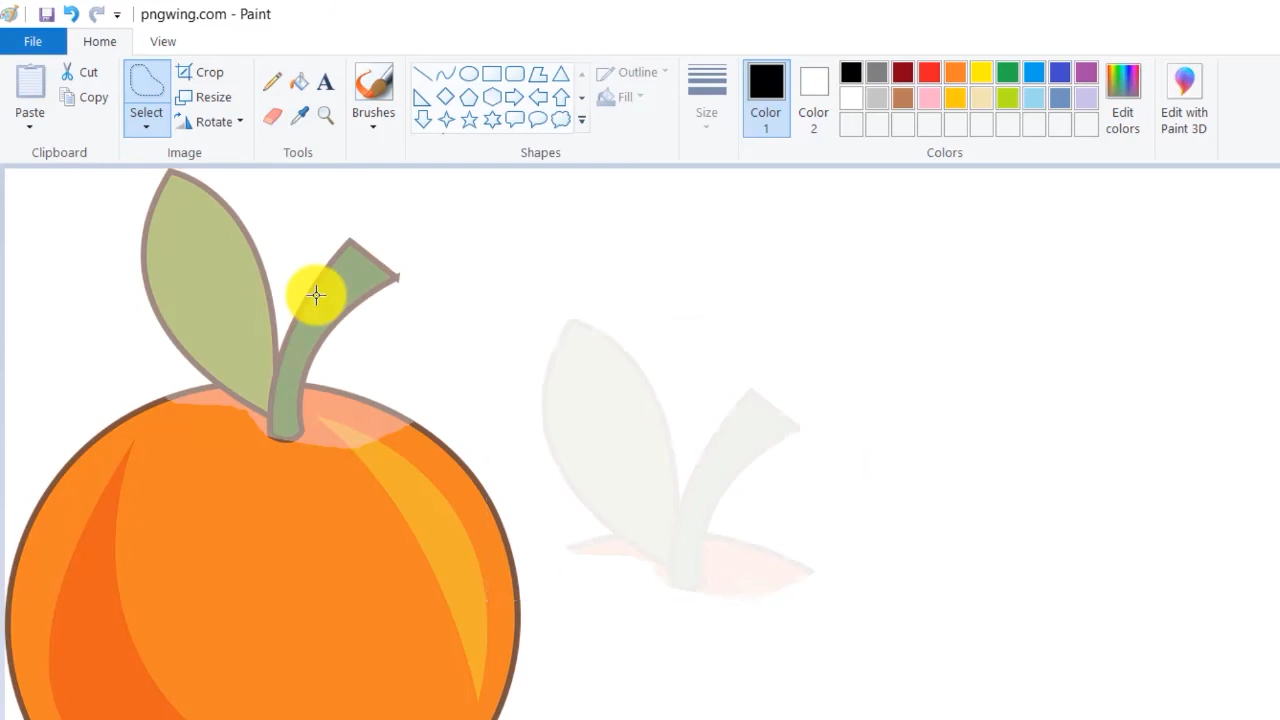 pngwing.com - Paint
File Home View
Paste
Cut
Copy
Clipboard
Select
Crop
Resize
Rotate
Image
A
Tools
Brushes
Shapes
Outline
Fill
Size
Color 1
Color 2
Edit colors
Colors
Edit with Paint 3D